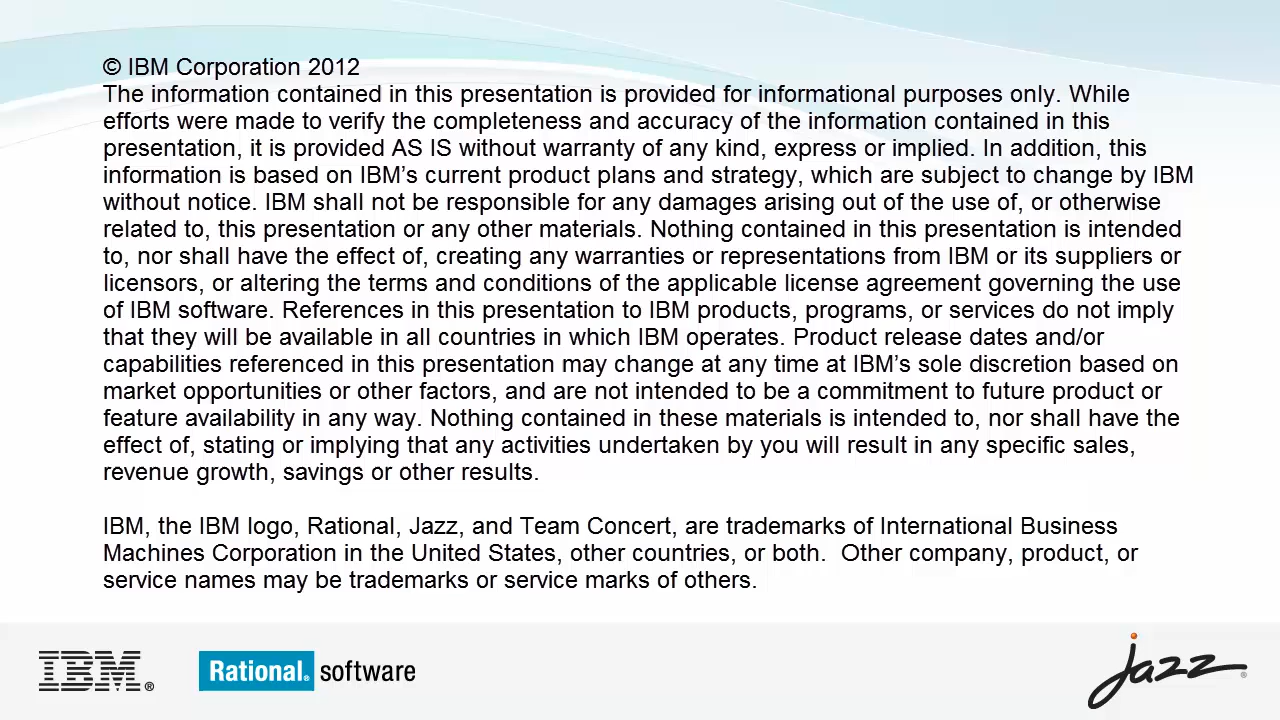 © IBM Corporation 2012
The information contained in this presentation is provided for informational purposes only. While
efforts were made to verify the completeness and accuracy of the information contained in this
presentation, it is provided AS IS without warranty of any kind, express or implied. In addition, this
information is based on IBM’s current product plans and strategy, which are subject to change by IBM
without notice. IBM shall not be responsible for any damages arising out of the use of, or otherwise
related to, this presentation or any other materials. Nothing contained in this presentation is intended
to, nor shall have the effect of, creating any warranties or representations from IBM or its suppliers or
licensors, or altering the terms and conditions of the applicable license agreement governing the use
of IBM software. References in this presentation to IBM products, programs, or services do not imply
that they will be available in all countries in which IBM operates. Product release dates and/or
capabilities referenced in this presentation may change at any time at IBM’s sole discretion based on
market opportunities or other factors, and are not intended to be a commitment to future product or
feature availability in any way. Nothing contained in these materials is intended to, nor shall have the
effect of, stating or implying that any activities undertaken by you will result in any specific sales,
revenue growth, savings or other results.
IBM, the IBM logo, Rational, Jazz, and Team Concert, are trademarks of International Business
Machines Corporation in the United States, other countries, or both.  Other company, product, or
service names may be trademarks or service marks of others.
IBM® Rational® software jazz®